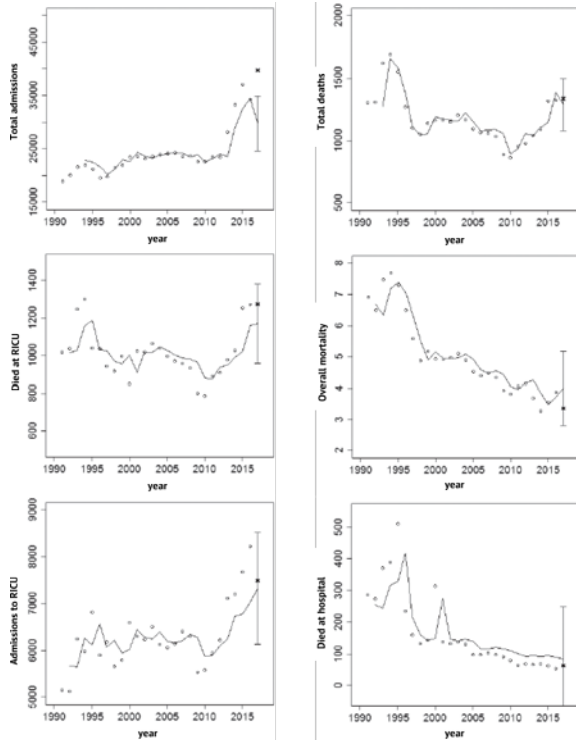 Total admissions
15000 25000 35000 45000
1990 1995 2000 2005 2010 2015
year
Total deaths
500 1000 1500 2000
1990 1995 2000 2005 2010 2015
year
Died at RICU
600 800 1000 1200 1400
1990 1995 2000 2005 2010 2015
year
Overall mortality
2 3 4 5 6 7 8
1990 1995 2000 2005 2010 2015
year
Admissions to RICU
5000 6000 7000 8000 9000
1990 1995 2000 2005 2010 2015
year
Died at hospital
0 100 200 300 400 500
1990 1995 2000 2005 2010 2015
year